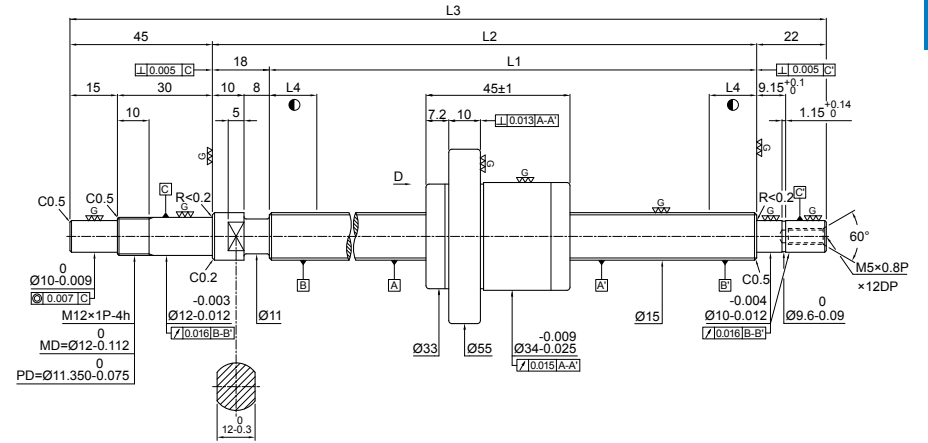 L3
45 L2 22
⊥ 0.005 C 18 L1 ⊥ 0.005 C'
15 30 10 8 L4 45±1 L4 9.15 +0.1 0
10 5 7.2 10 ⊥ 0.013 A-A' 1.15 +0.14 0
G G G G
D
C0.5 C0.5 C G R<0.2 G R<0.2 C' G
G G G
60°
C0.2 C0.5
B A A' B'
M5×0.8P
×12DP
0
Ø10-0.009
◎ 0.007 C
-0.003
Ø12-0.012
↗ 0.016 B-B'
Ø11
Ø15
-0.004
Ø10-0.012
↗ 0.016 B-B'
0
Ø9.6-0.09
M12×1P-4h
0
MD=Ø12-0.112
0
PD=Ø11.350-0.075
Ø33
Ø55
-0.009
Ø34-0.025
↗ 0.015 A-A'
0
12-0.3